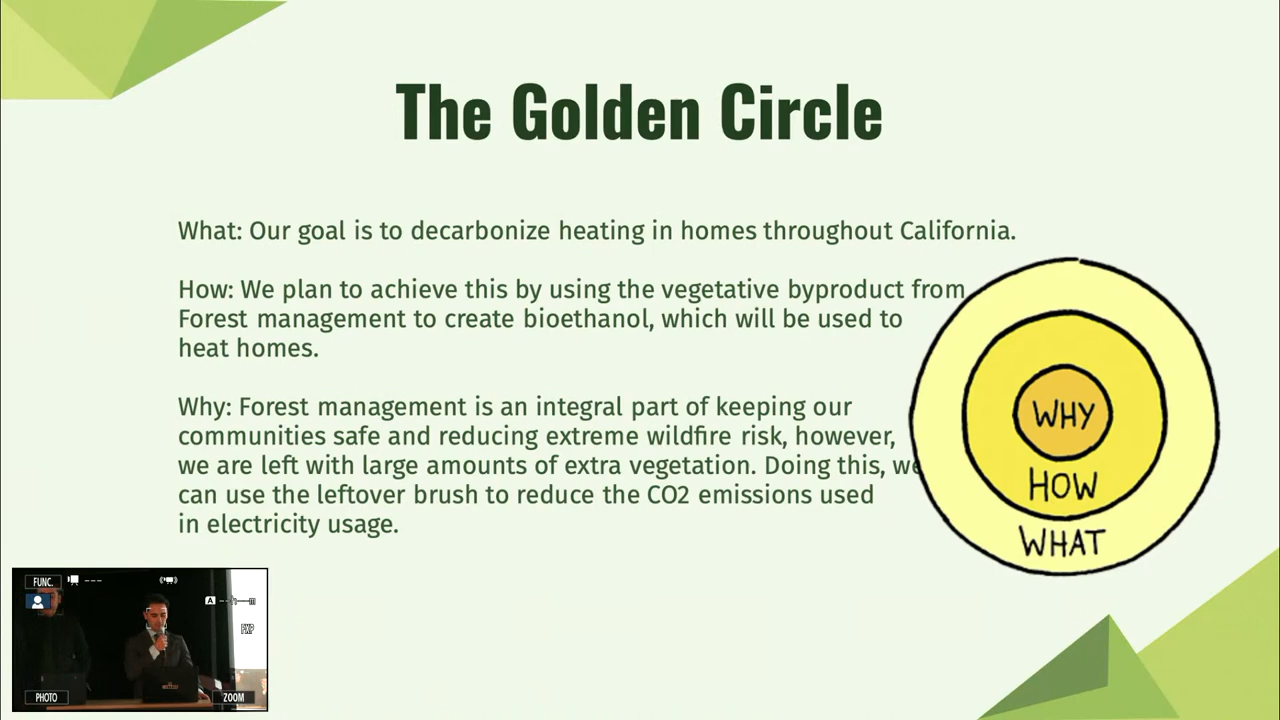 The Golden Circle
What: Our goal is to decarbonize heating in homes throughout California.
How: We plan to achieve this by using the vegetative byproduct from
Forest management to create bioethanol, which will be used to
heat homes.
Why: Forest management is an integral part of keeping our
communities safe and reducing extreme wildfire risk, however,
we are left with large amounts of extra vegetation. Doing this, we
can use the leftover brush to reduce the CO2 emissions used
in electricity usage.
WHY
HOW
WHAT
FUNC.
A
PHOTO
ZOOM